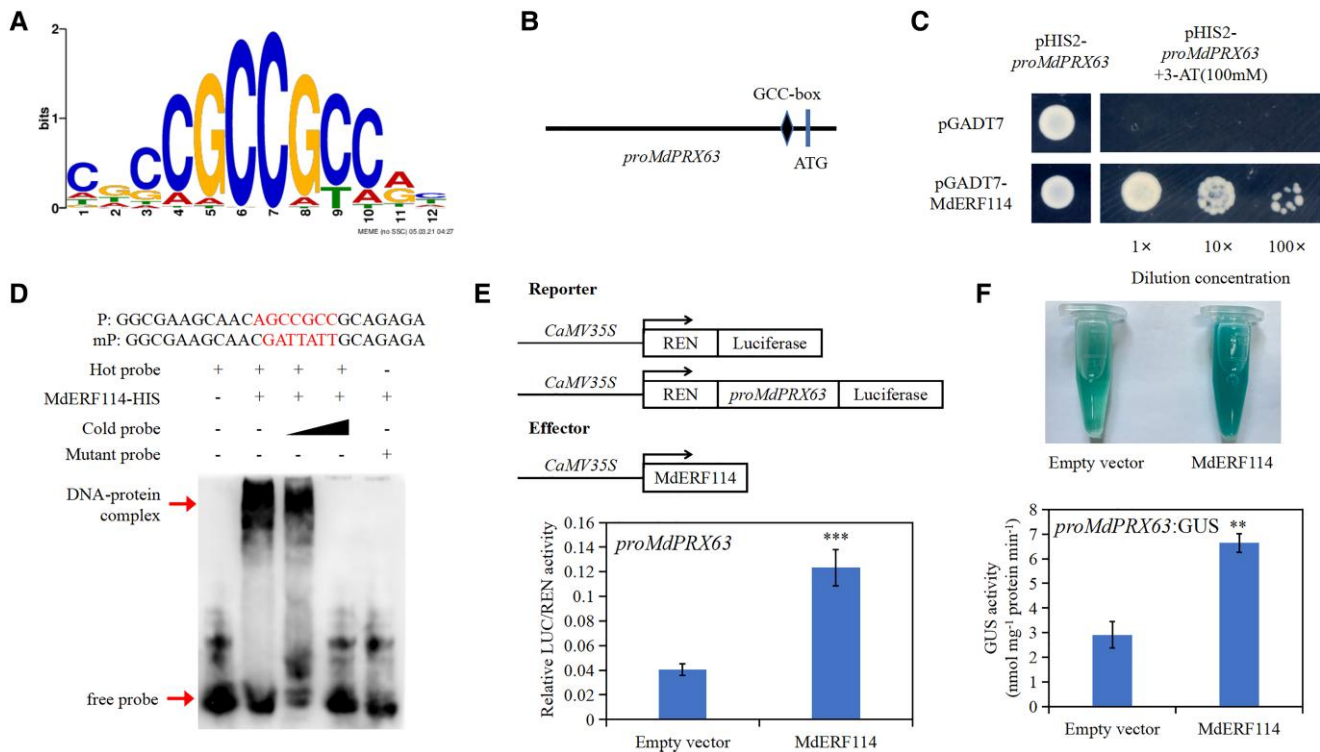 A
bits
2
1
0
C G C C G C C G C C A C
1 2 3 4 5 6 7 8 9 10 11 12
MEME (no SSC) 05.03.21 04:27
B
GCC-box
proMdPRX63
ATG
C
pHIS2-
proMdPRX63
pHIS2-
proMdPRX63
+3-AT(100mM)
pGADT7
pGADT7-
MdERF114
1× 10× 100×
Dilution concentration
D
P: GGCGAAGCAACAGCCGCCGCAGAGA
mP: GGCGAAGCAACGATTATTGCAGAGA
Hot probe + + + + -
MdERF114-HIS - + + + +
Cold probe - - -
Mutant probe - - - - +
DNA-protein
complex
free probe
E
Reporter
CaMV35S REN Luciferase
CaMV35S REN proMdPRX63 Luciferase
Effector
CaMV35S MdERF114
Relative LUC/REN activity
0.16
0.14
0.12
0.10
0.08
0.06
0.04
0.02
0
proMdPRX63
***
Empty vector MdERF114
F
Empty vector MdERF114
GUS activity
(nmol mg⁻¹ protein min⁻¹)
8
7
6
5
4
3
2
1
0
proMdPRX63:GUS
**
Empty vector MdERF114